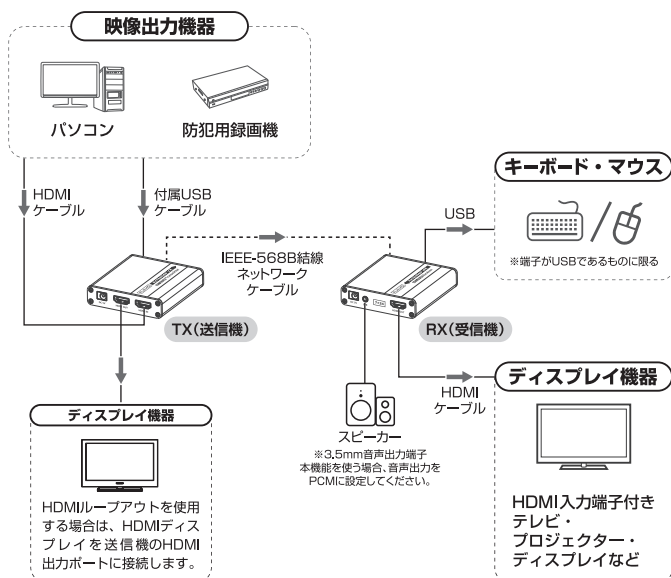 映像出力機器
パソコン
防犯用録画機
HDMI
ケーブル
付属USB
ケーブル
IEEE-568B結線
ネットワーク
ケーブル
TX(送信機)
USB
キーボード・マウス
※端子がUSBであるものに限る
RX(受信機)
ディスプレイ機器
HDMIループアウトを使用
する場合は、HDMIディス
プレイを送信機のHDMI
出力ポートに接続します。
スピーカー
※3.5mm音声出力端子
本機能を使う場合、音声出力を
PCMに設定してください。
HDMI
ケーブル
ディスプレイ機器
HDMI入力端子付き
テレビ・
プロジェクター・
ディスプレイなど